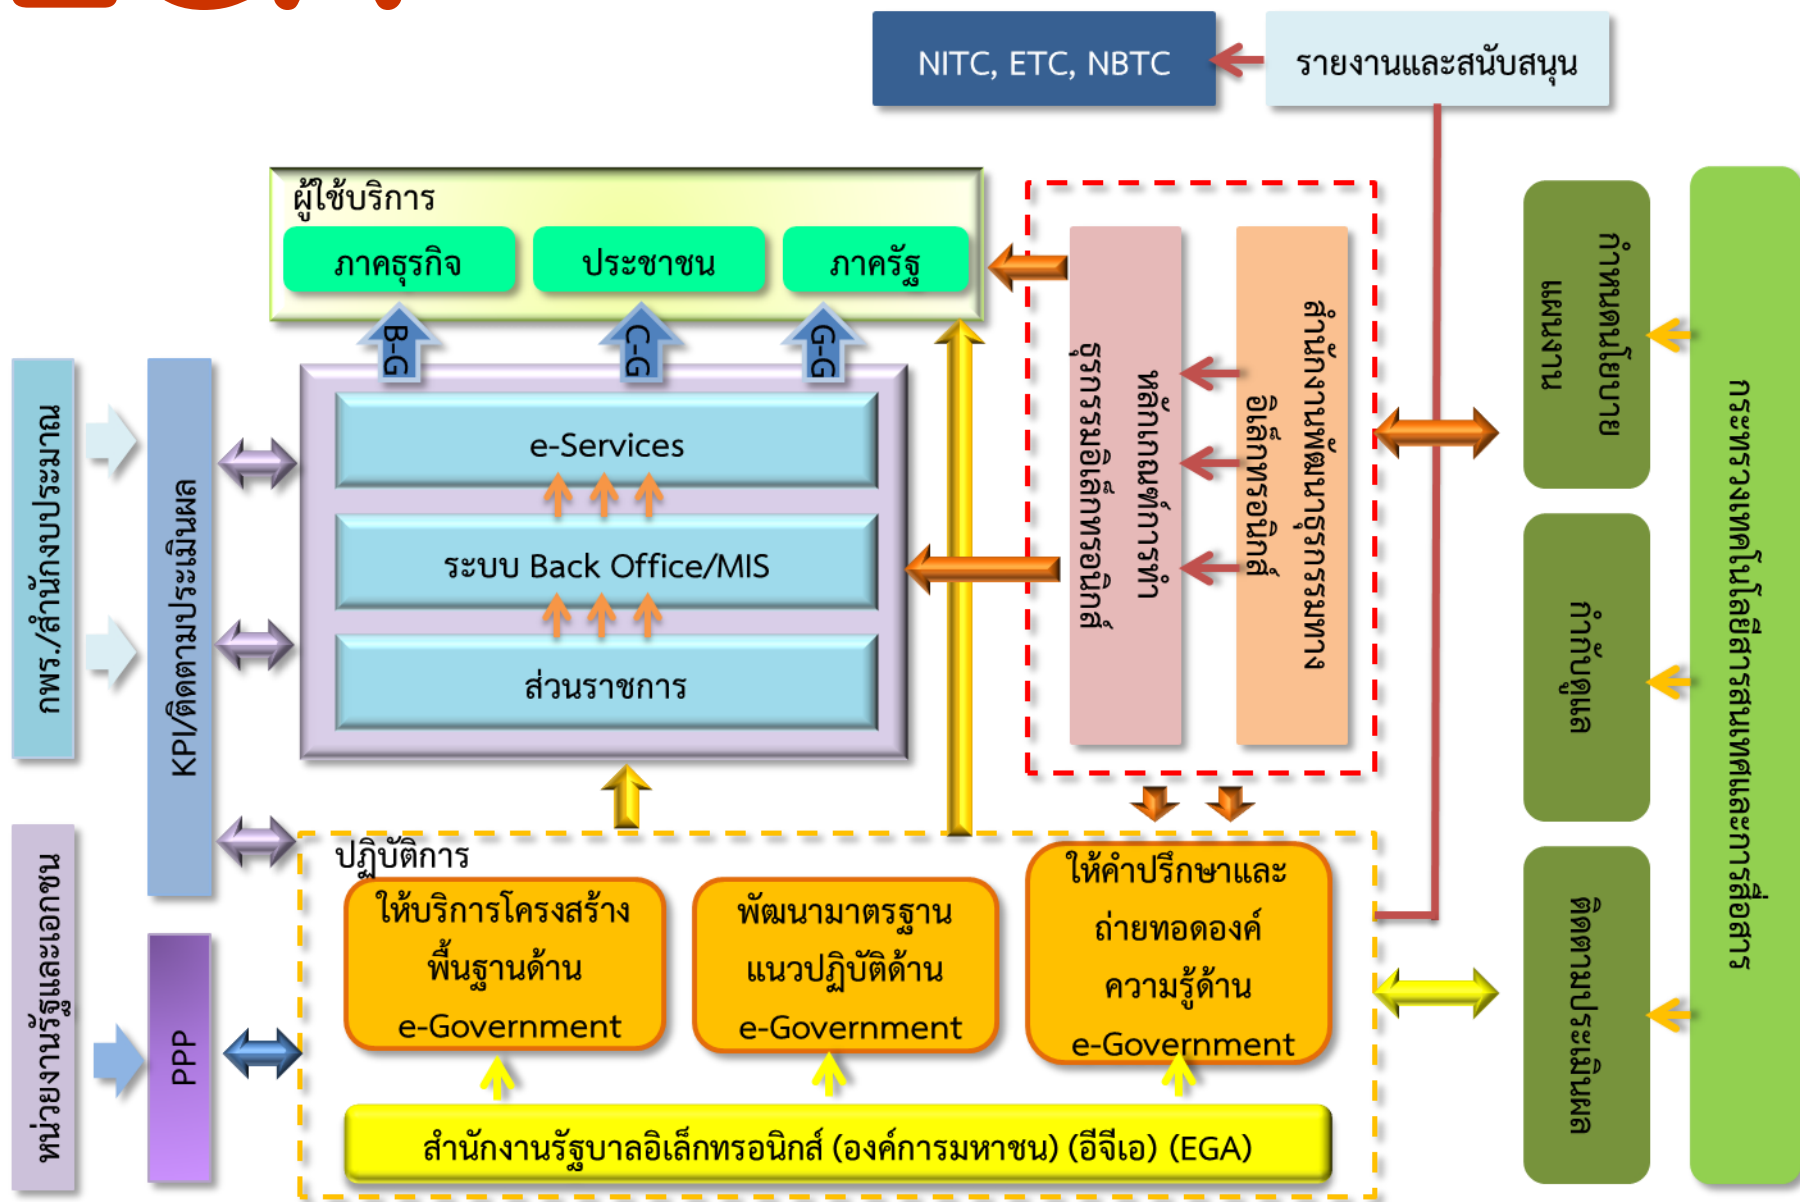 NITC, ETC, NBTC
รายงานและสนับสนุน
ผู้ใช้บริการ
ภาคธุรกิจ
ประชาชน
ภาครัฐ
B-G
C-G
G-G
e-Services
ระบบ Back Office/MIS
ส่วนราชการ
กพร./สำนักงบประมาณ
KPI/ติดตามประเมินผล
หน่วยงานรัฐและเอกชน
PPP
หลักเกณฑ์การทำ
ธุรกรรมอิเล็กทรอนิกส์
สำนักงานพัฒนาธุรกรรมทาง
อิเล็กทรอนิกส์
กำหนดนโยบาย
แผนงาน
กำกับดูแล
ติดตามประเมินผล
กระทรวงเทคโนโลยีสารสนเทศและการสื่อสาร
ปฏิบัติการ
ให้บริการโครงสร้าง
พื้นฐานด้าน
e-Government
พัฒนามาตรฐาน
แนวปฏิบัติด้าน
e-Government
ให้คำปรึกษาและ
ถ่ายทอดองค์
ความรู้ด้าน
e-Government
สำนักงานรัฐบาลอิเล็กทรอนิกส์ (องค์การมหาชน) (อีจีเอ) (EGA)